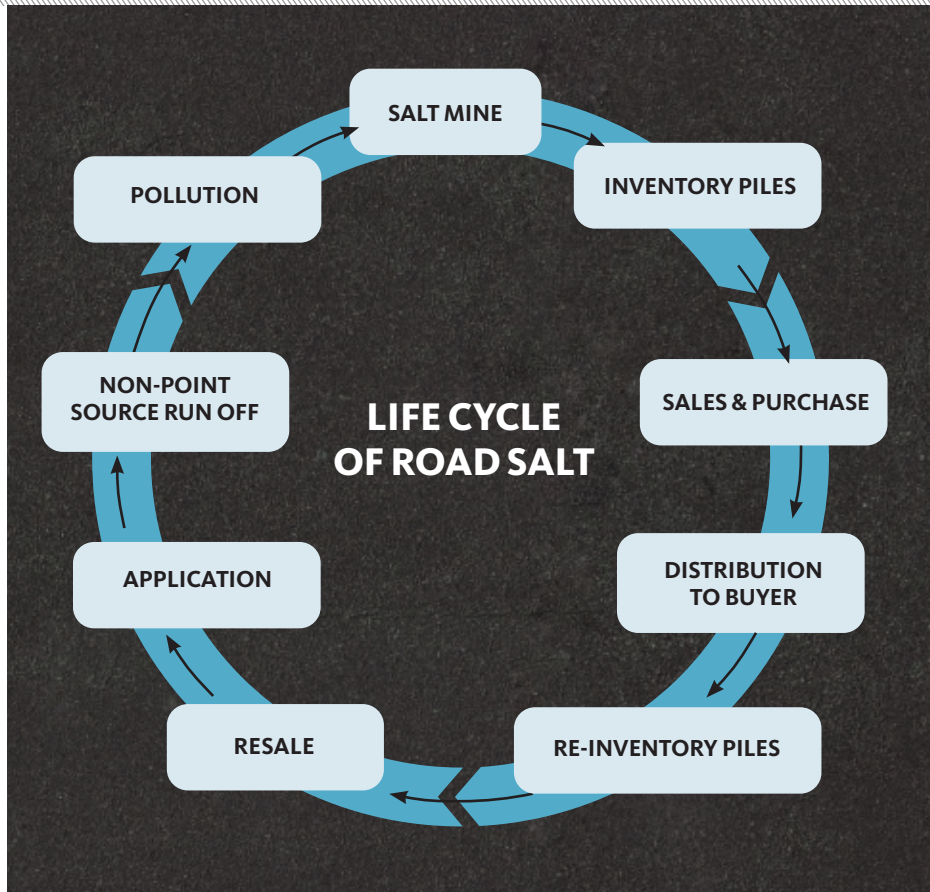 SALT MINE
INVENTORY PILES
SALES & PURCHASE
DISTRIBUTION
TO BUYER
RE-INVENTORY PILES
RESALE
APPLICATION
NON-POINT
SOURCE RUN OFF
POLLUTION
LIFE CYCLE
OF ROAD SALT